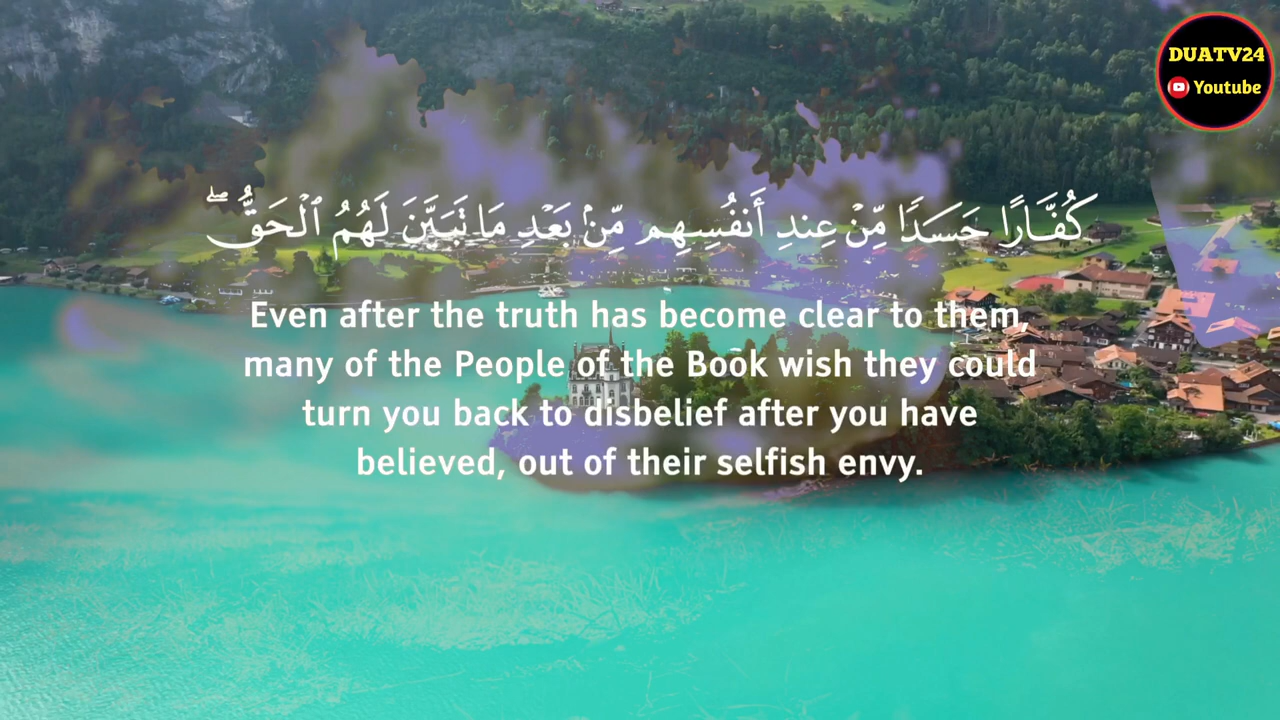 DUATV24
Youtube
كُفَّارًا حَسَدًا مِّنْ عِندِ أَنفُسِهِم مِّنۢ بَعْدِ مَا تَبَيَّنَ لَهُمُ ٱلْحَقُّ ۖ
Even after the truth has become clear to them,
many of the People of the Book wish they could
turn you back to disbelief after you have
believed, out of their selfish envy.